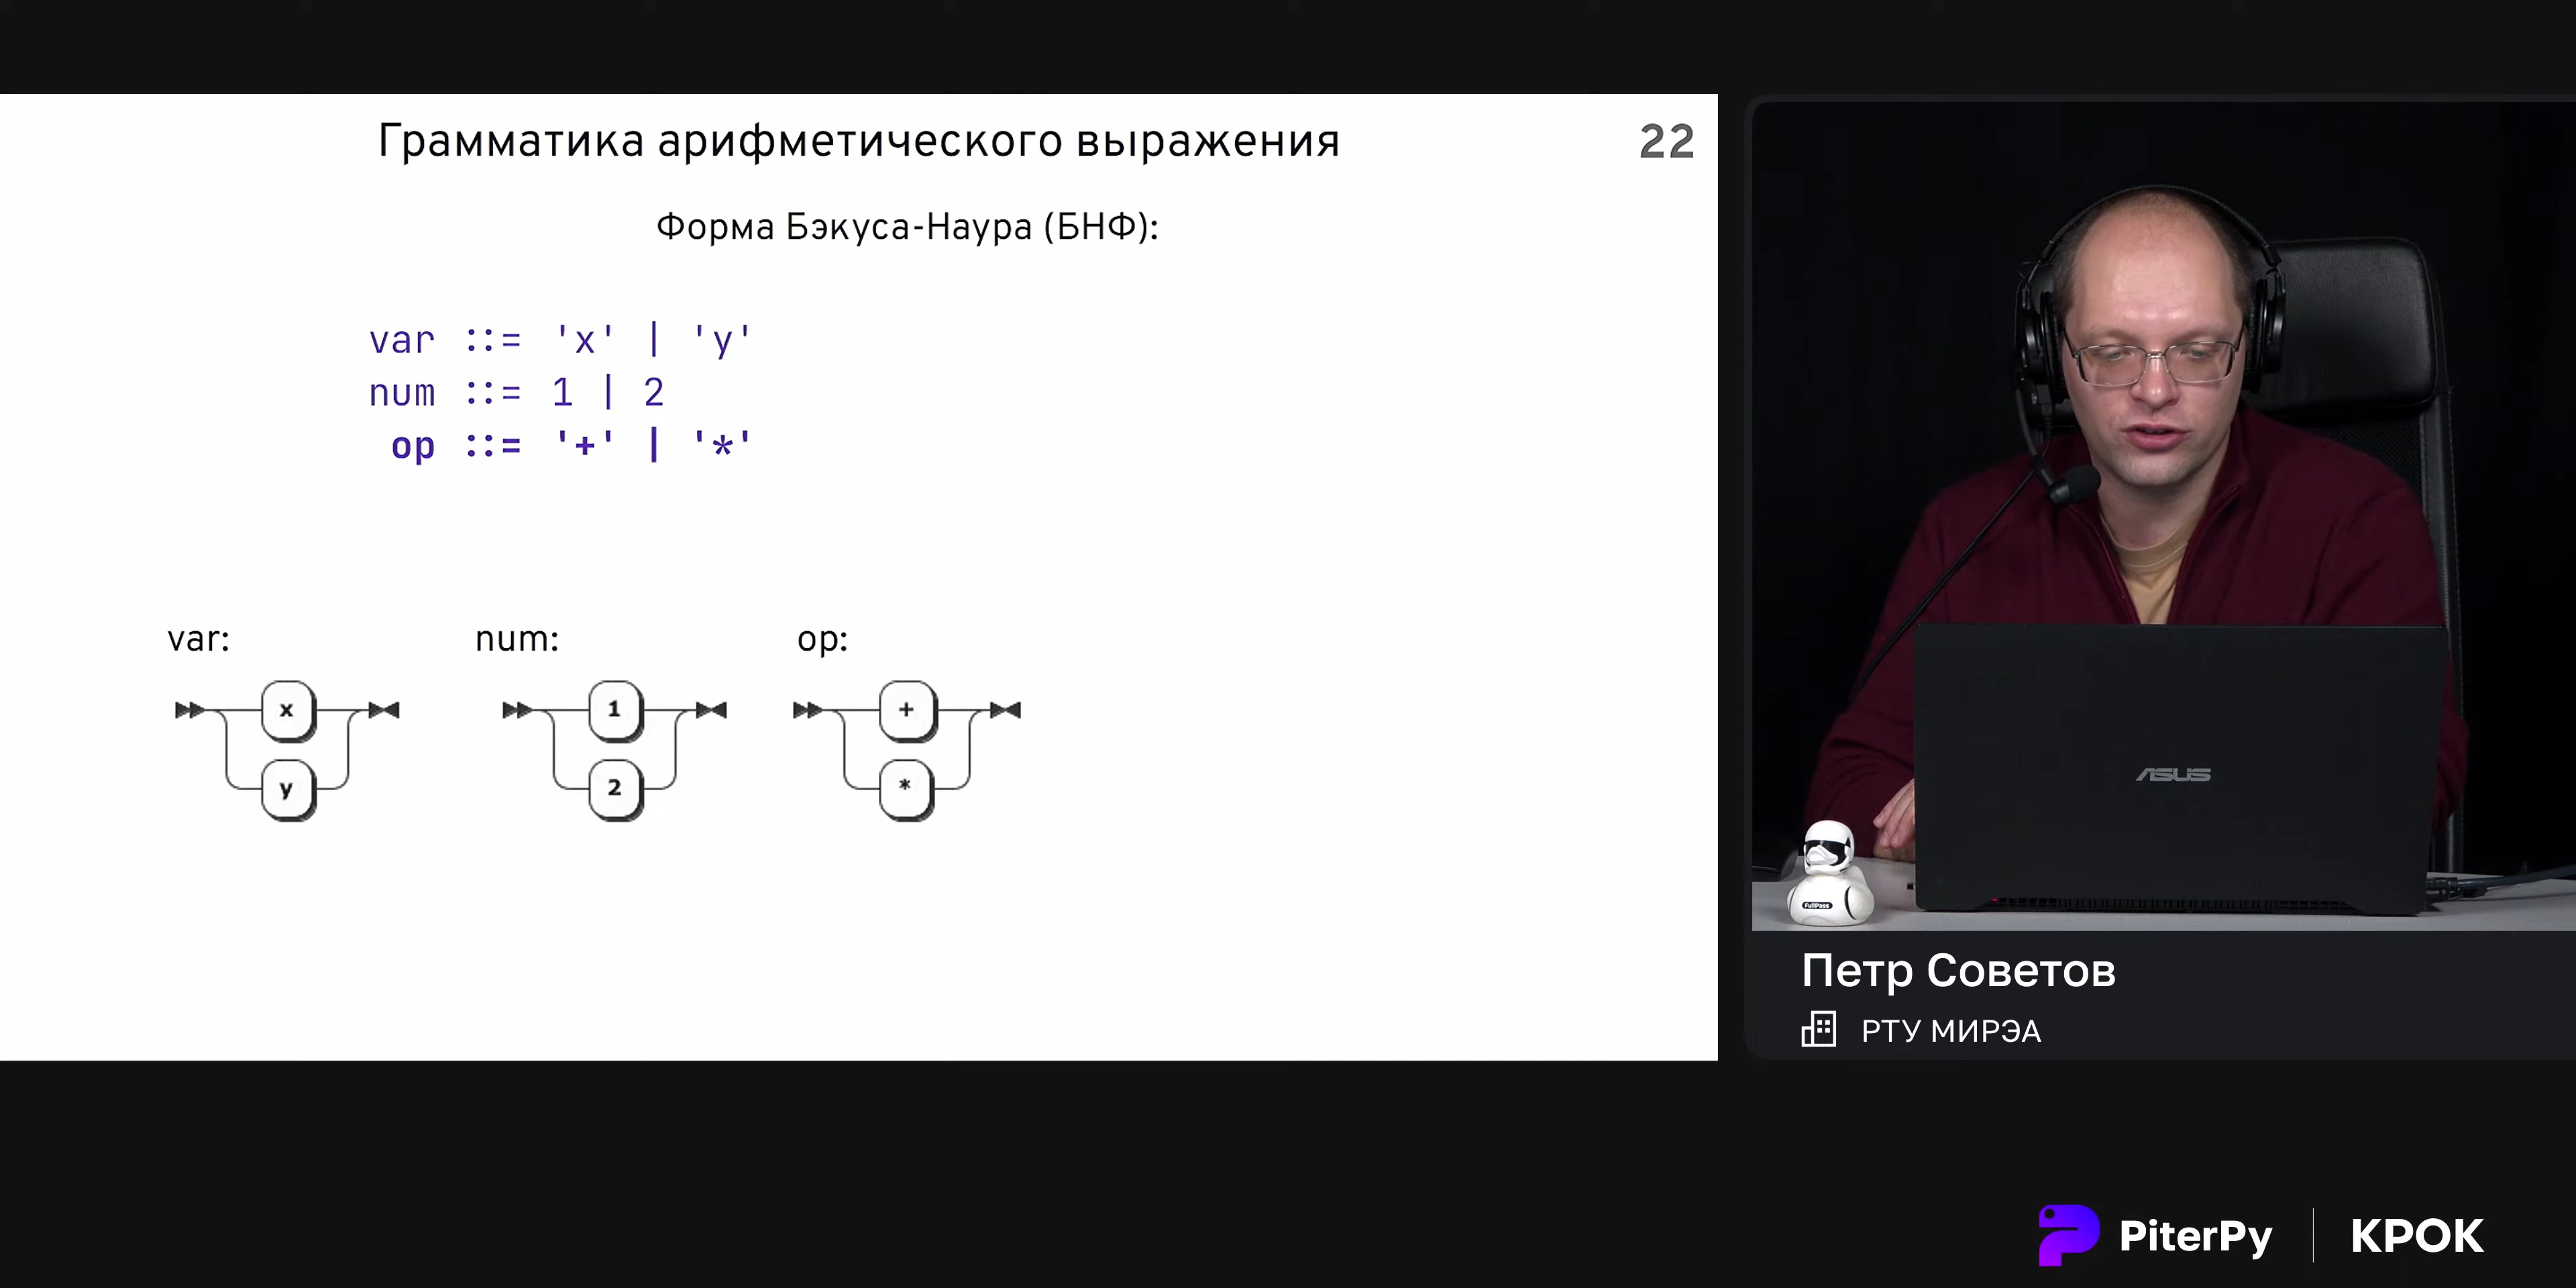 Грамматика арифметического выражения
22
Форма Бэкуса-Наура (БНФ):
var ::= 'x' | 'y'
num ::= 1 | 2
op ::= '+' | '*'
var:
num:
op:
x
1
+
y
2
*
ASUS
FullPass
Петр Советов
РТУ МИРЭА
PiterPy
КРОК